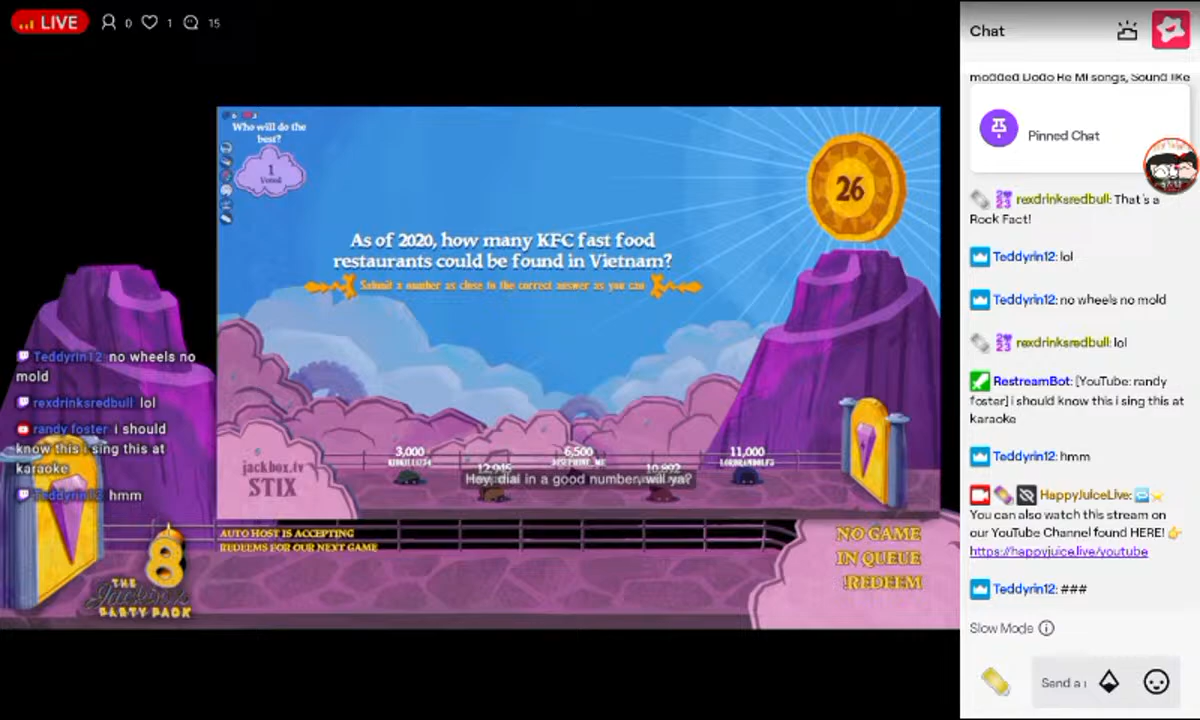 LIVE
0
1
15
Who will do the
best?
1
Voted
26
As of 2020, how many KFC fast food
restaurants could be found in Vietnam?
Submit a number as close to the correct answer as you can
3,000
6,500
11,000
12,945
10,892
Hey, dial in a good number, will ya?
jackbox.tv
STIX
Teddyrin12: no wheels no
mold
rexdrinksredbull lol
randy foster i should
know this i sing this at
karaoke
Teddyrin12 hmm
AUTO HOST IS ACCEPTING
REDEEMS FOR OUR NEXT GAME
NO GAME
IN QUEUE
!REDEEM
8
THE
Jackbox
PARTY PACK
Chat
modded Dodo Re Mi songs, Sound like
Pinned Chat
rexdrinksredbull: That's a
Rock Fact!
Teddyrin12: lol
Teddyrin12: no wheels no mold
rexdrinksredbull: lol
RestreamBot: [YouTube: randy
foster] i should know this i sing this at
karaoke
Teddyrin12: hmm
HappyJuiceLive:
You can also watch this stream on
our YouTube Channel found HERE!
https://happyjuice.live/youtube
Teddyrin12: ###
Slow Mode
Send a